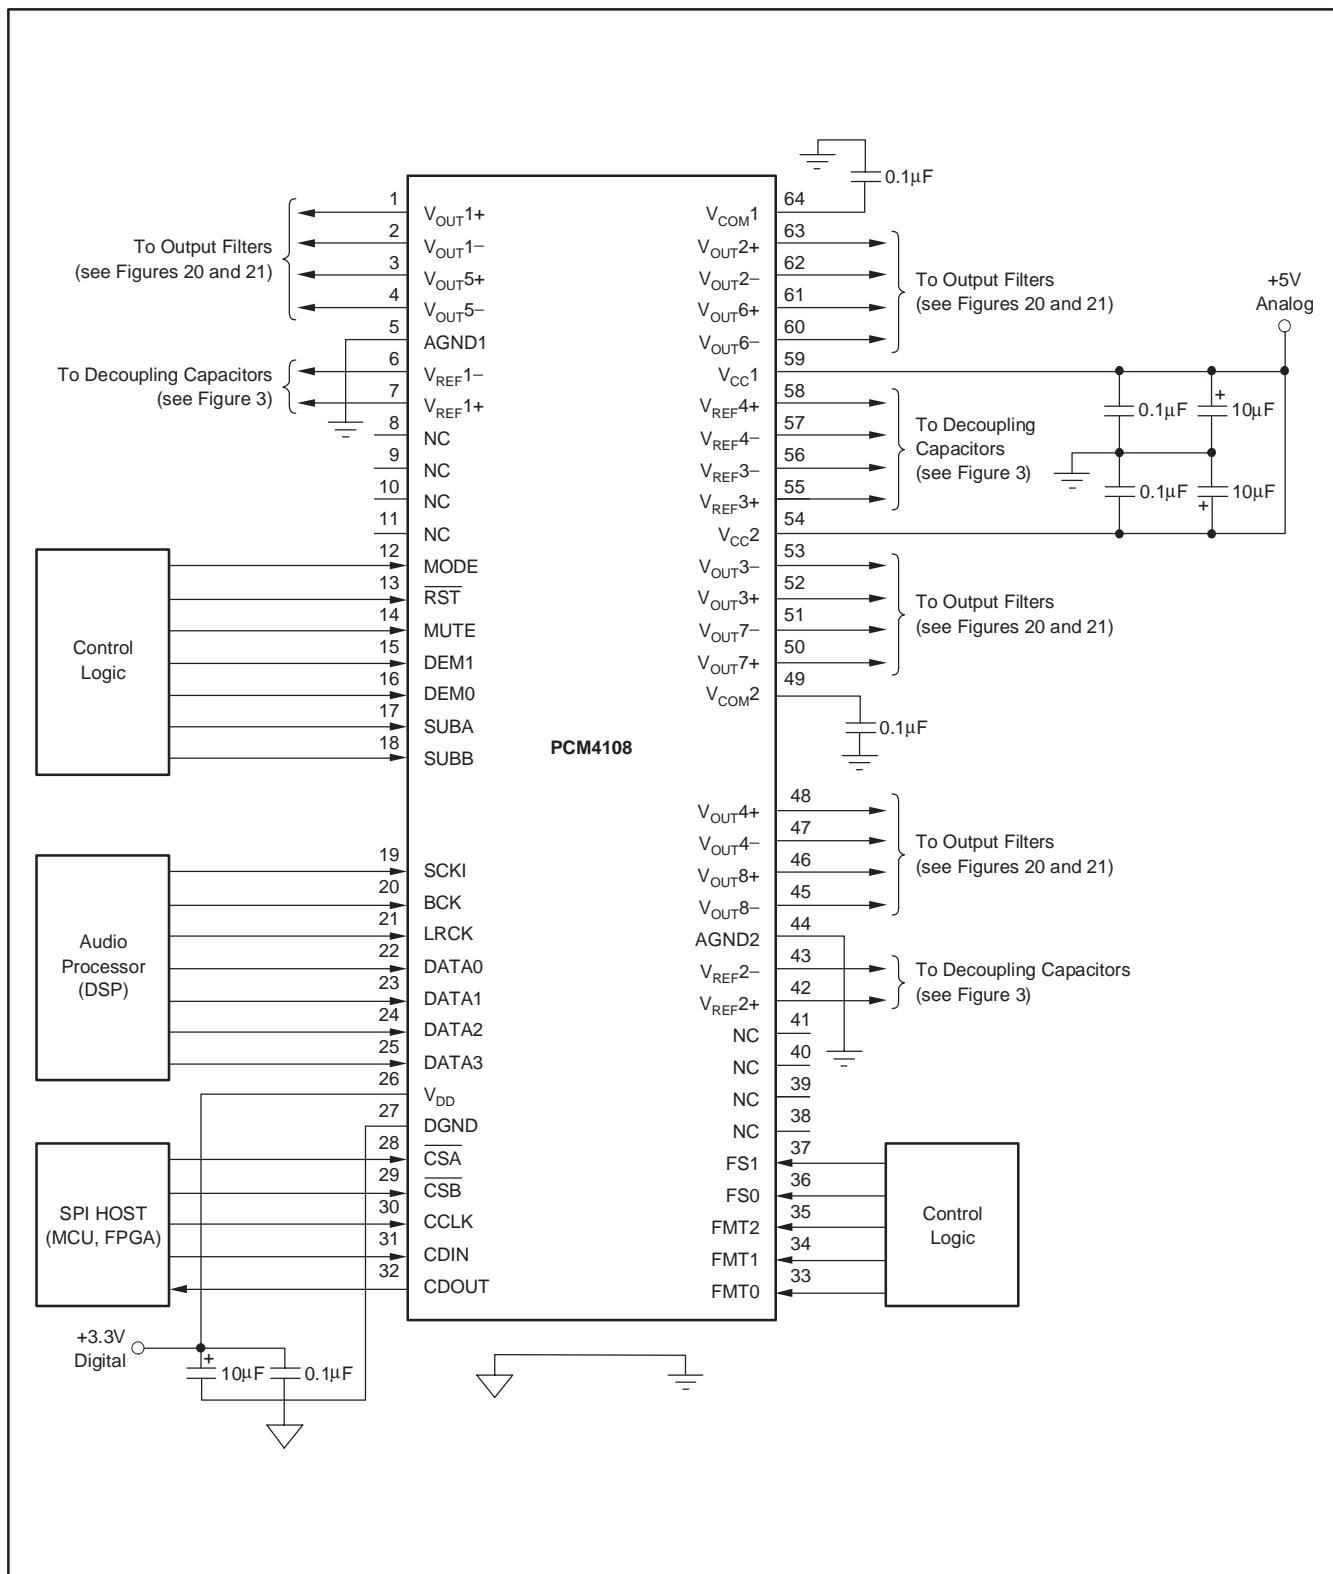 0.1μF
1
2
3
4
5
6
7
8
9
10
11
12
13
14
15
16
17
18
19
20
21
22
23
24
25
26
27
28
29
30
31
32
VOUT1+
VOUT1−
VOUT5+
VOUT5−
AGND1
VREF1−
VREF1+
NC
NC
NC
NC
MODE
RST
MUTE
DEM1
DEM0
SUBA
SUBB
SCKI
BCK
LRCK
DATA0
DATA1
DATA2
DATA3
VDD
DGND
CSA
CSB
CCLK
CDIN
CDOUT
To Output Filters
(see Figures 20 and 21)
To Decoupling Capacitors
(see Figure 3)
Control
Logic
Audio
Processor
(DSP)
SPI HOST
(MCU, FPGA)
+3.3V
Digital
+
10μF
0.1μF
PCM4108
VCOM1
VOUT2+
VOUT2−
VOUT6+
VOUT6−
VCC1
VREF4+
VREF4−
VREF3−
VREF3+
VCC2
VOUT3−
VOUT3+
VOUT7−
VOUT7+
VCOM2
VOUT4+
VOUT4−
VOUT8+
VOUT8−
AGND2
VREF2−
VREF2+
NC
NC
NC
NC
FS1
FS0
FMT2
FMT1
FMT0
64
63
62
61
60
59
58
57
56
55
54
53
52
51
50
49
48
47
46
45
44
43
42
41
40
39
38
37
36
35
34
33
To Output Filters
(see Figures 20 and 21)
+5V
Analog
To Decoupling
Capacitors
(see Figure 3)
0.1μF
+
10μF
0.1μF
+
10μF
To Output Filters
(see Figures 20 and 21)
0.1μF
To Output Filters
(see Figures 20 and 21)
To Decoupling Capacitors
(see Figure 3)
Control
Logic